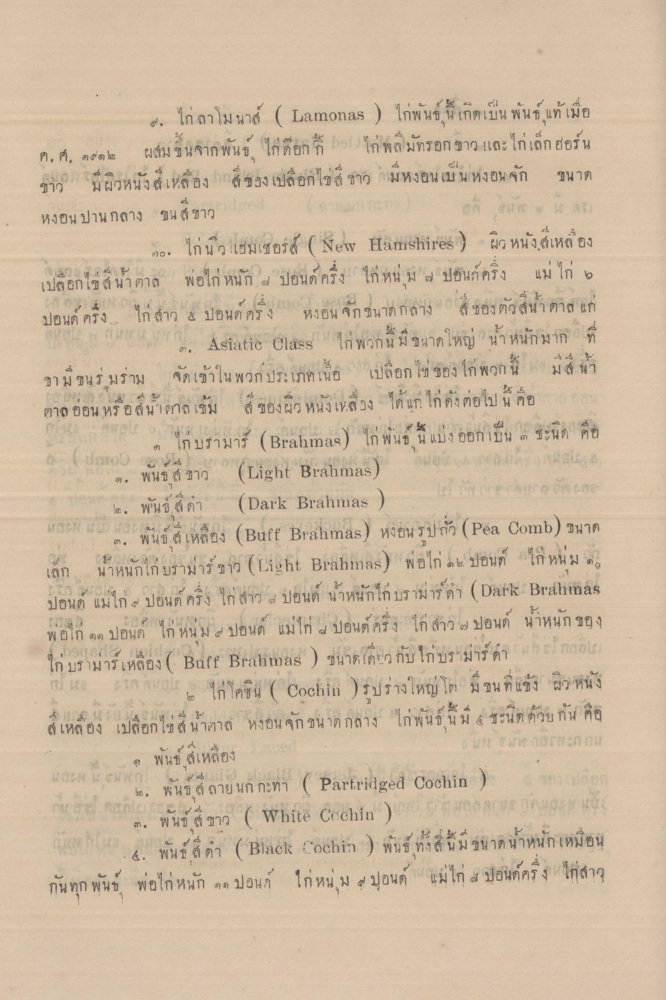 ๙. ไก่ลาโมนาส์ ( Lamonas ) ไก่พันธุ์นี้เกิดเป็นพันธุ์แท้เมื่อ
ค.ศ. ๑๙๑๒ ผสมขึ้นจากพันธุ์ ไก่ด๊อกกี้ ไก่พลีมัทรอกขาวและไก่เล็กฮอร์น
ขาว มีผิวหนังสีเหลือง สีของเปลือกไข่สีขาว มีหงอนเป็นหงอนจัก ขนาด
หงอนปานกลาง ขนสีขาว
๑๐. ไก่นิวแฮมเชอรส์ ( New Hamshires ) ผิวหนังสีเหลือง
เปลือกไข่สีน้ำตาล พ่อไก่หนัก ๘ ปอนด์ครึ่ง ไก่หนุ่ม ๗ ปอนด์ครึ่ง แม่ไก่ ๖
ปอนด์ครึ่ง ไก่สาว ๕ ปอนด์ครึ่ง หงอนจักขนาดกลาง สีของตัวสีน้ำตาลแก่
๓. Asiatic Class ไก่พวกนี้มีขนาดใหญ่ น้ำหนักมาก ที่
ขามีขนรุ่มร่าม จัดเข้าในพวกประเภทเนื้อ เปลือกไข่ของไก่พวกนี้ มีสีน้ำ
ตาลอ่อนหรือสีน้ำตาลเข้ม สีของผิวหนังเหลือง ได้แก่ไก่ดังต่อไปนี้คือ
๑ ไก่บรามาร์ (Brahmas) ไก่พันธุ์นี้แบ่งออกเป็น ๓ ชะนิด คือ
๑. พันธุ์สีขาว (Light Brahmas)
๒. พันธุ์สีดำ (Dark Brahmas )
๓. พันธุ์สีเหลือง (Buff Brahmas) หงอนรูปถั่ว (Pea Comb) ขนาด
เล็ก น้ำหนักไก่บราม่าร์ขาว (Light Brahmas) พ่อไก่ ๑๒ ปอนด์ ไก่หนุ่ม ๑๐
ปอนด์ แม่ไก่ ๙ ปอนด์ครึ่ง ไก่สาว ๘ ปอนด์ น้ำหนักไก่บราม่าร์ดำ (Dark Brahmas
พ่อไก่ ๑๑ ปอนด์ ไก่หนุ่ม ๙ ปอนด์ แม่ไก่ ๘ ปอนด์ครึ่ง ไก่สาว ๗ ปอนด์ น้ำหนักของ
ไก่บราม่าร์เหลือง ( Buff Brahmas ) ขนาดเดียวกับไก่บราม่าร์ดำ
๒ ไก่โคชิน ( Cochin ) รูปร่างใหญ่โต มีขนที่แข้ง ผิวหนัง
สีเหลือง เปลือกไข่สีน้ำตาล หงอนจักขนาดกลาง ไก่พันธุ์นี้มี ๔ ชะนิดด้วยกัน คือ
๑ พันธุ์สีเหลือง
๒. พันธุ์สีลายนกกะทา ( Partridged Cochin )
๓. พันธุ์สีขาว ( White Cochin )
๔. พันธุ์สีดำ ( Black Cochin ) พันธุ์ทั้งสี่นี้มีขนาดน้ำหนักเหมือน
กันทุกพันธุ์ พ่อไก่หนัก ๑๑ ปอนด์ ไก่หนุ่ม ๙ ปอนด์ แม่ไก่ ๘ ปอนด์ครึ่ง ไก่สาว